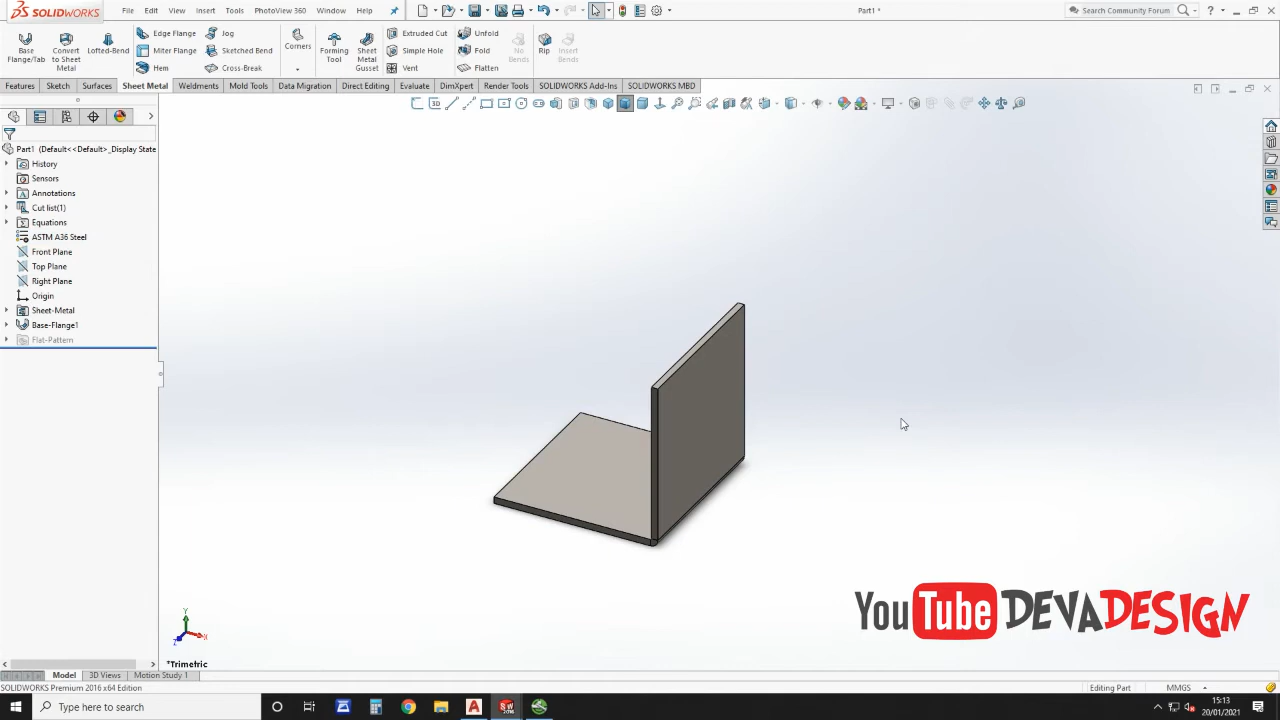 SOLIDWORKS
File Edit View Insert Tools PhotoView 360 Window Help
Part1 *
Search Community Forum
Base Flange/Tab
Convert to Sheet Metal
Lofted-Bend
Edge Flange
Miter Flange
Hem
Jog
Sketched Bend
Cross-Break
Corners
Forming Tool
Sheet Metal Gusset
Extruded Cut
Simple Hole
Vent
Unfold
Fold
Flatten
No Bends
Rip
Insert Bends
Features Sketch Surfaces Sheet Metal Weldments Mold Tools Data Migration Direct Editing Evaluate DimXpert Render Tools SOLIDWORKS Add-Ins SOLIDWORKS MBD
Part1 (Default<<Default>_Display State
History
Sensors
Annotations
Cut list(1)
Equations
ASTM A36 Steel
Front Plane
Top Plane
Right Plane
Origin
Sheet-Metal
Base-Flange1
Flat-Pattern
Y
X
Z
*Trimetric
YouTube DEVADESIGN
Model 3D Views Motion Study 1
SOLIDWORKS Premium 2016 x64 Edition
Editing Part
MMGS
Type here to search
15:13
20/01/2021